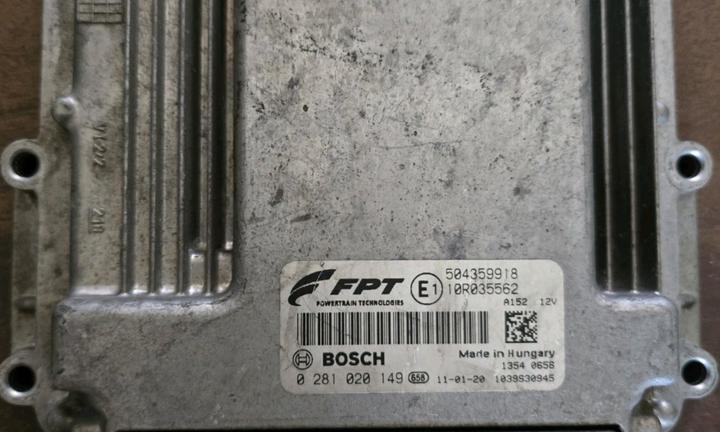 FPT
POWERTRAIN TECHNOLOGIES
E1
504359918
10R035562
A152 12V
BOSCH
Made in Hungary
1354 0658
0 281 020 149 658 11-01-20 1039S30945